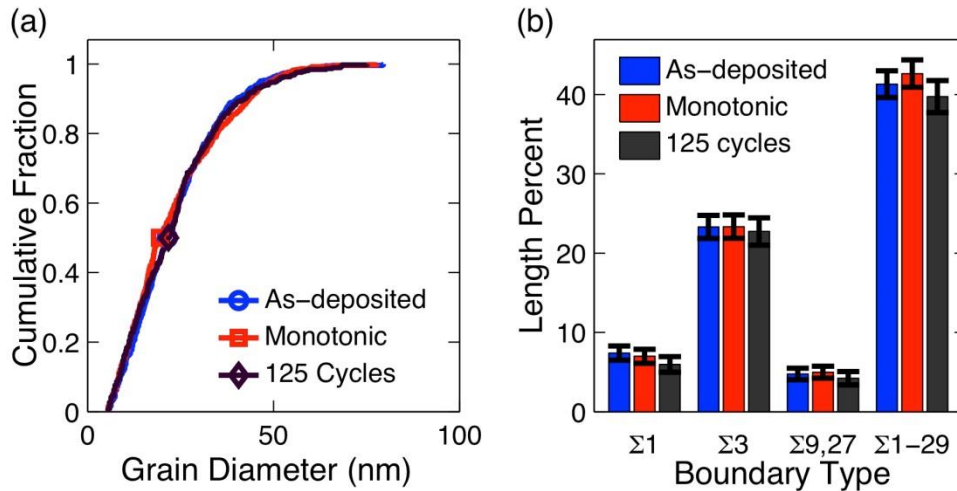 (a)
Cumulative Fraction
1
0.8
0.6
0.4
0.2
0
0
50
100
Grain Diameter (nm)
As-deposited
Monotonic
125 Cycles
(b)
Length Percent
40
30
20
10
0
As-deposited
Monotonic
125 cycles
Σ1
Σ3
Σ9,27
Σ1-29
Boundary Type